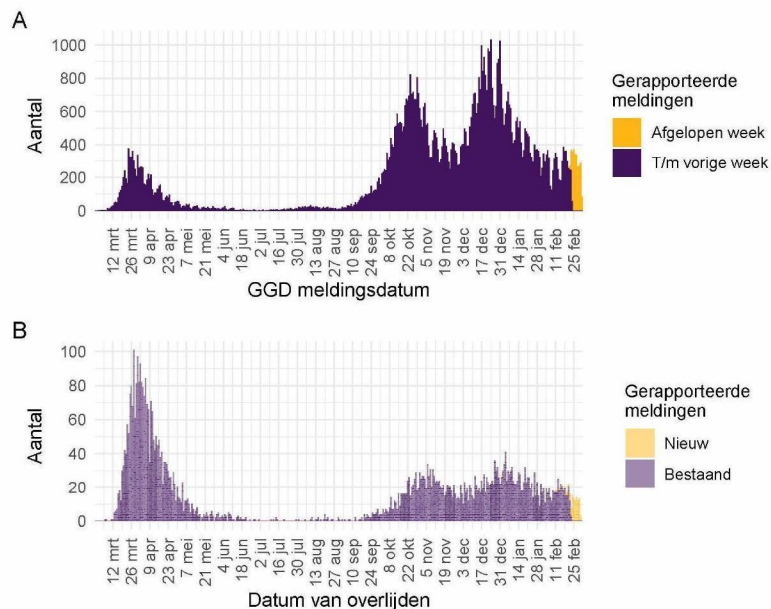 A
1000
800
600
400
200
0
Aantal
12 mrt
26 mrt
9 apr
23 apr
7 mei
21 mei
4 jun
18 jun
2 jul
16 jul
30 jul
13 aug
27 aug
10 sep
24 sep
8 okt
22 okt
5 nov
19 nov
3 dec
17 dec
31 dec
14 jan
28 jan
11 feb
25 feb
GGD meldingsdatum
Gerapporteerde
meldingen
Afgelopen week
T/m vorige week
B
100
80
60
40
20
0
Aantal
12 mrt
26 mrt
9 apr
23 apr
7 mei
21 mei
4 jun
18 jun
2 jul
16 jul
30 jul
13 aug
27 aug
10 sep
24 sep
8 okt
22 okt
5 nov
19 nov
3 dec
17 dec
31 dec
14 jan
28 jan
11 feb
25 feb
Datum van overlijden
Gerapporteerde
meldingen
Nieuw
Bestaand